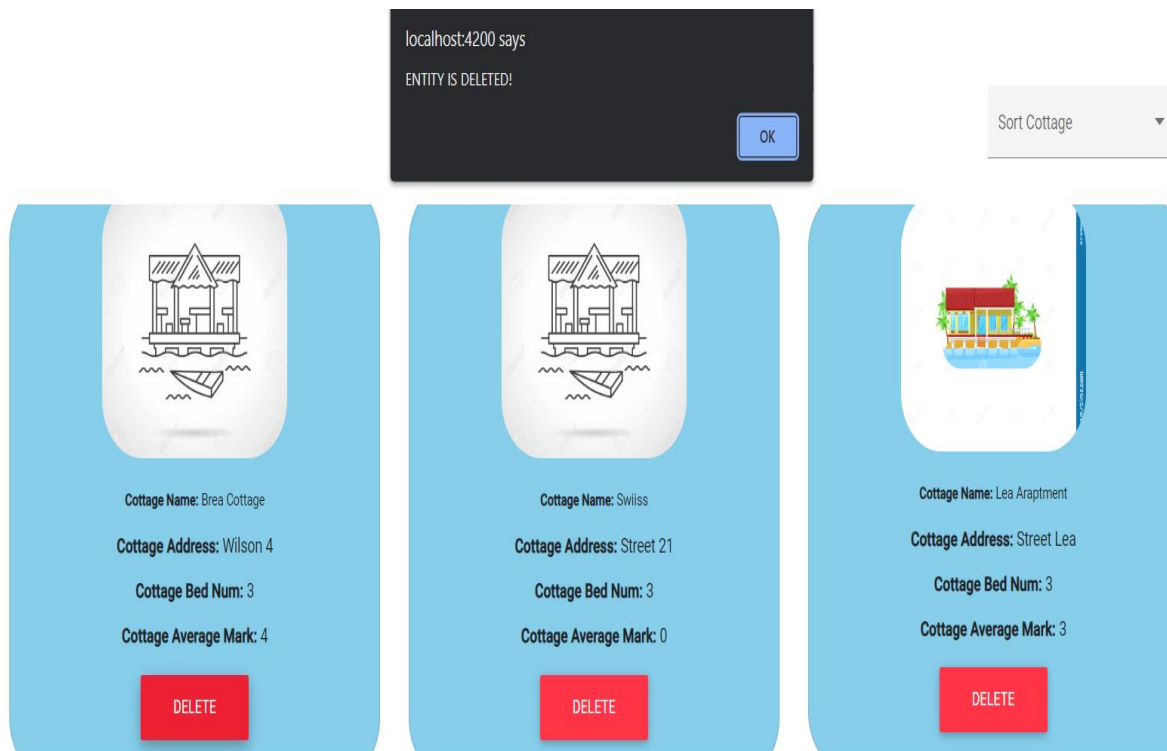 localhost:4200 says
ENTITY IS DELETED!
OK
Sort Cottage
Cottage Name: Brea Cottage
Cottage Address: Wilson 4
Cottage Bed Num: 3
Cottage Average Mark: 4
DELETE
Cottage Name: Swiiss
Cottage Address: Street 21
Cottage Bed Num: 3
Cottage Average Mark: 0
DELETE
Cottage Name: Lea Araptment
Cottage Address: Street Lea
Cottage Bed Num: 3
Cottage Average Mark: 3
DELETE